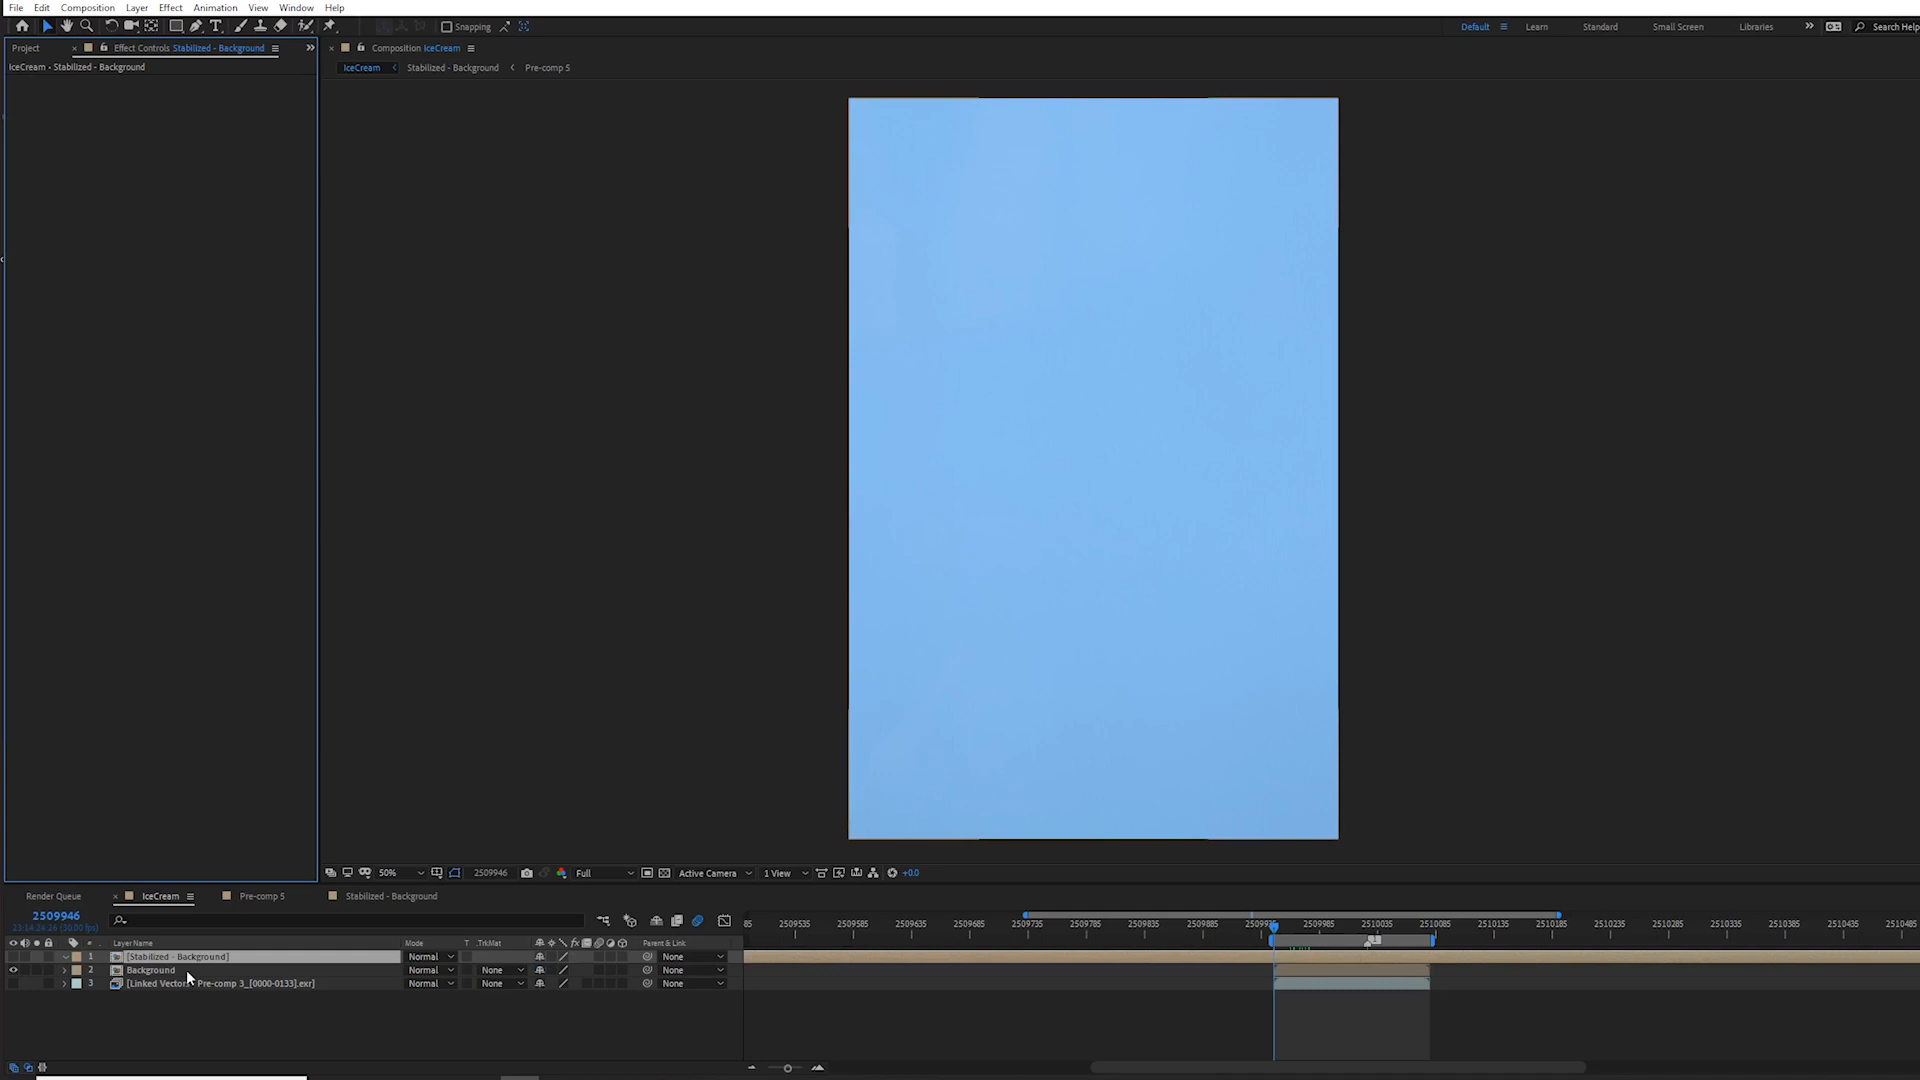 File Edit Composition Layer Effect Animation View Window Help
Snapping Default Learn Standard Small Screen Libraries Search Help
Project Effect Controls Stabilized - Background Composition IceCream
IceCream • Stabilized - Background IceCream Stabilized - Background Pre-comp 5
50% 2509946 Full Active Camera 1 View +0.0
Render Queue IceCream Pre-comp 5 Stabilized - Background
2509946
23:14:24:26 (30.00 fps)
85 2509535 2509585 2509635 2509685 2509735 2509785 2509835 2509885 2509985 2510035 2510085 2510135 2510185 2510235 2510285 2510335 2510385 2510435 2510485
# Layer Name Mode T .TrkMat Parent & Link
1 [Stabilized - Background] Normal None
2 Background Normal None None
3 [Linked Vectors Pre-comp 3_[0000-0133].exr] Normal None None